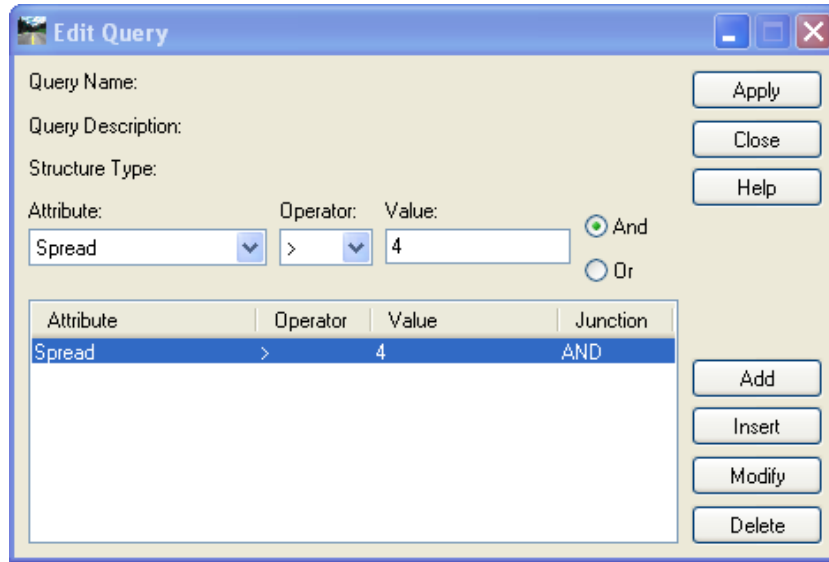 Edit Query
Query Name:
Apply
Query Description:
Close
Structure Type:
Help
Attribute: Operator: Value:
And
Spread > 4
Or
Attribute Operator Value Junction
Spread > 4 AND
Add
Insert
Modify
Delete